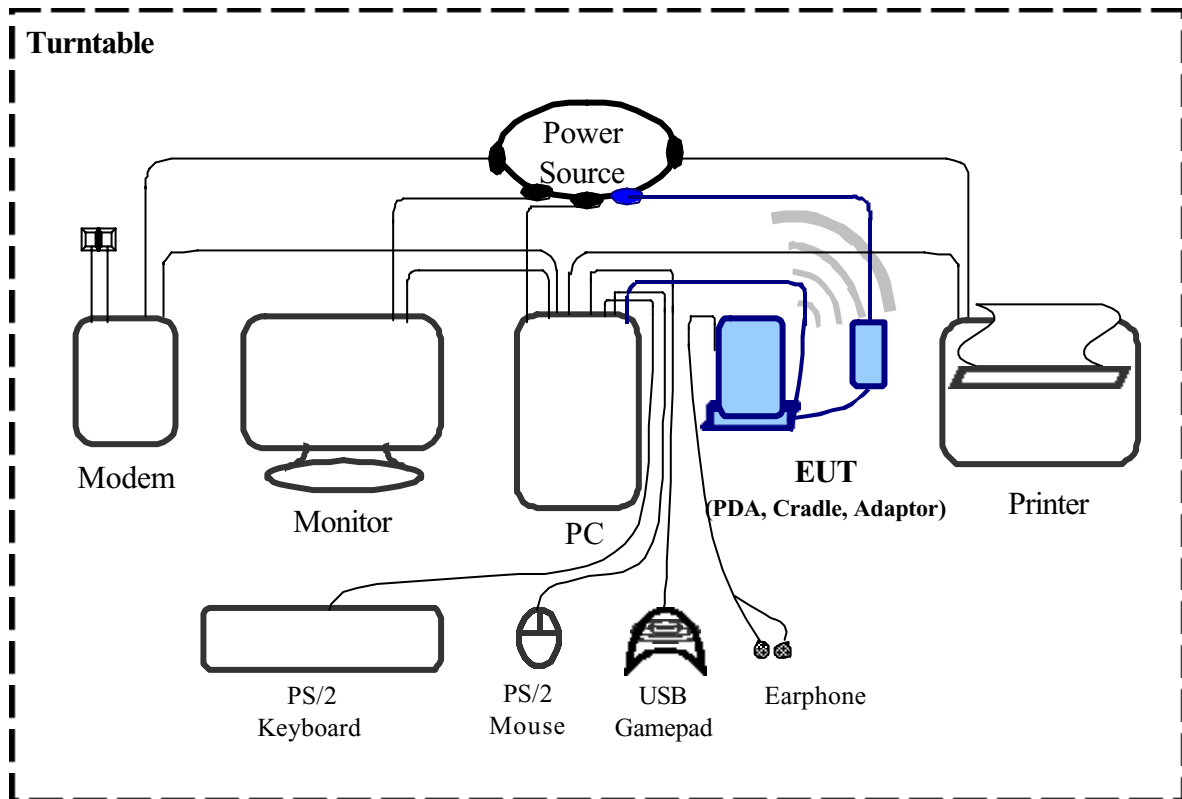 Turntable
Power
Source
Modem
Monitor
PC
EUT
(PDA, Cradle, Adaptor)
Printer
PS/2
Keyboard
PS/2
Mouse
USB
Gamepad
Earphone